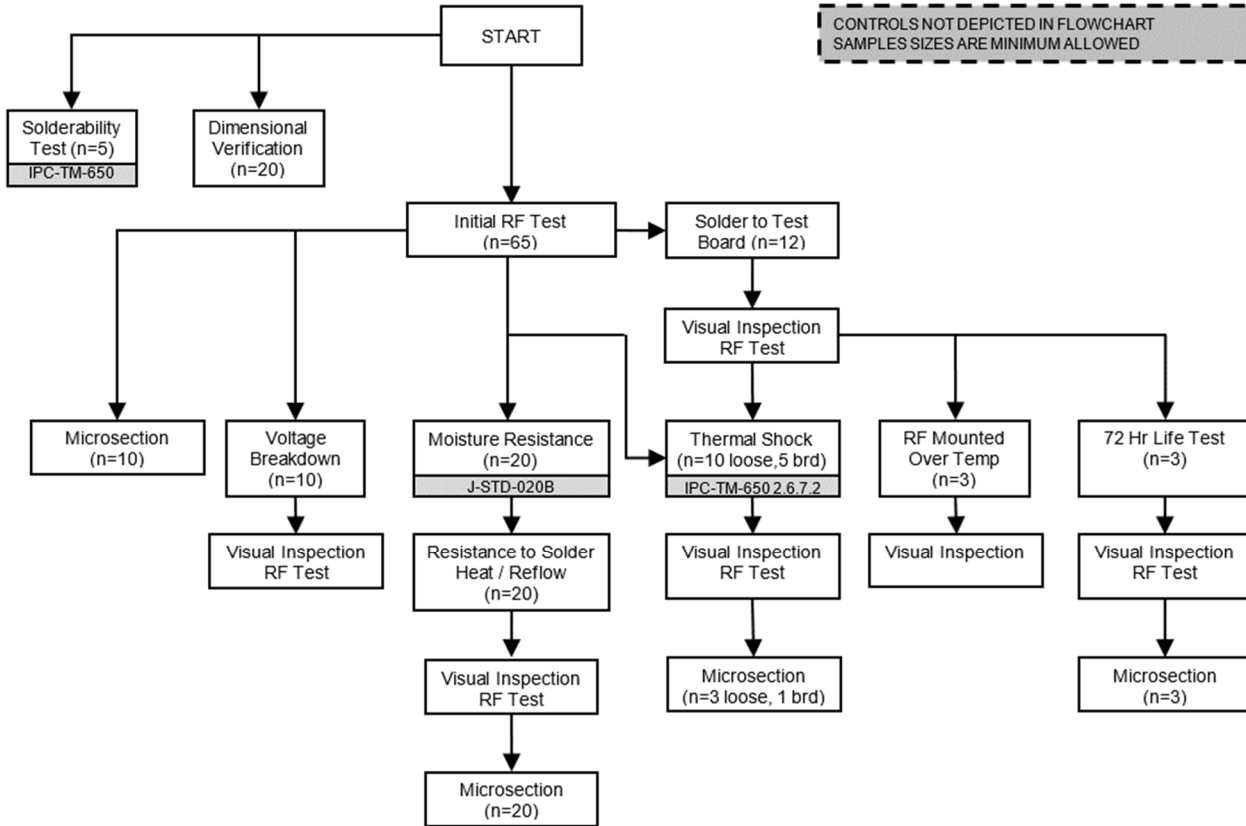 START
CONTROLS NOT DEPICTED IN FLOWCHART
SAMPLES SIZES ARE MINIMUM ALLOWED
Solderability
Test (n=5)
IPC-TM-650
Dimensional
Verification
(n=20)
Initial RF Test
(n=65)
Solder to Test
Board (n=12)
Visual Inspection
RF Test
Microsection
(n=10)
Voltage
Breakdown
(n=10)
Moisture Resistance
(n=20)
J-STD-020B
Thermal Shock
(n=10 loose,5 brd)
IPC-TM-650 2.6.7.2
RF Mounted
Over Temp
(n=3)
72 Hr Life Test
(n=3)
Visual Inspection
RF Test
Resistance to Solder
Heat / Reflow
(n=20)
Visual Inspection
RF Test
Visual Inspection
Visual Inspection
RF Test
Visual Inspection
RF Test
Microsection
(n=3 loose, 1 brd)
Microsection
(n=3)
Microsection
(n=20)